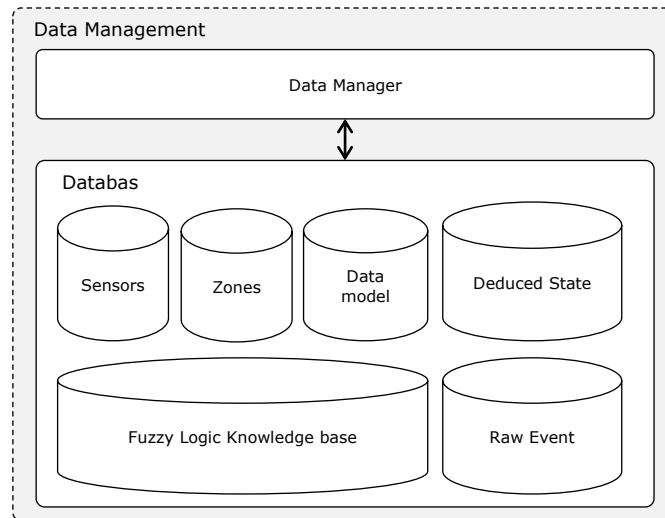 Data Management
Data Manager
Databas
Sensors
Zones
Data
model
Deduced State
Fuzzy Logic Knowledge base
Raw Event